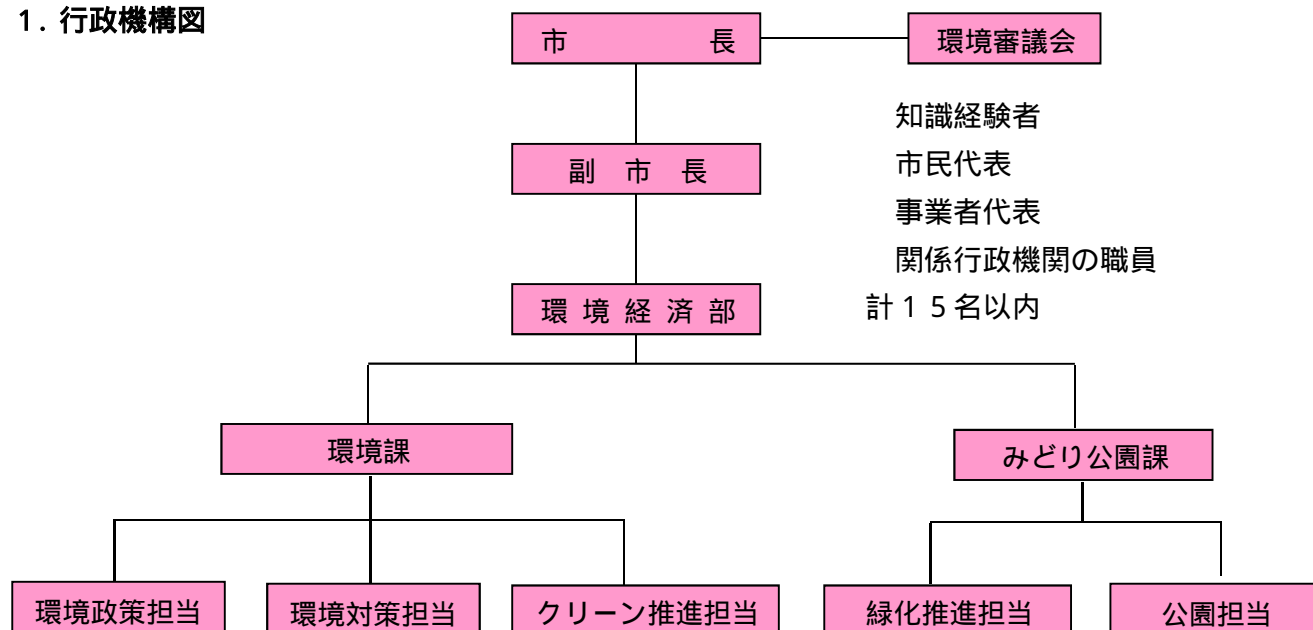 1．行政機構図
市長
環境審議会
知識経験者
市民代表
事業者代表
関係行政機関の職員
計１５名以内
副市長
環境経済部
環境課
みどり公園課
環境政策担当
環境対策担当
クリーン推進担当
緑化推進担当
公園担当